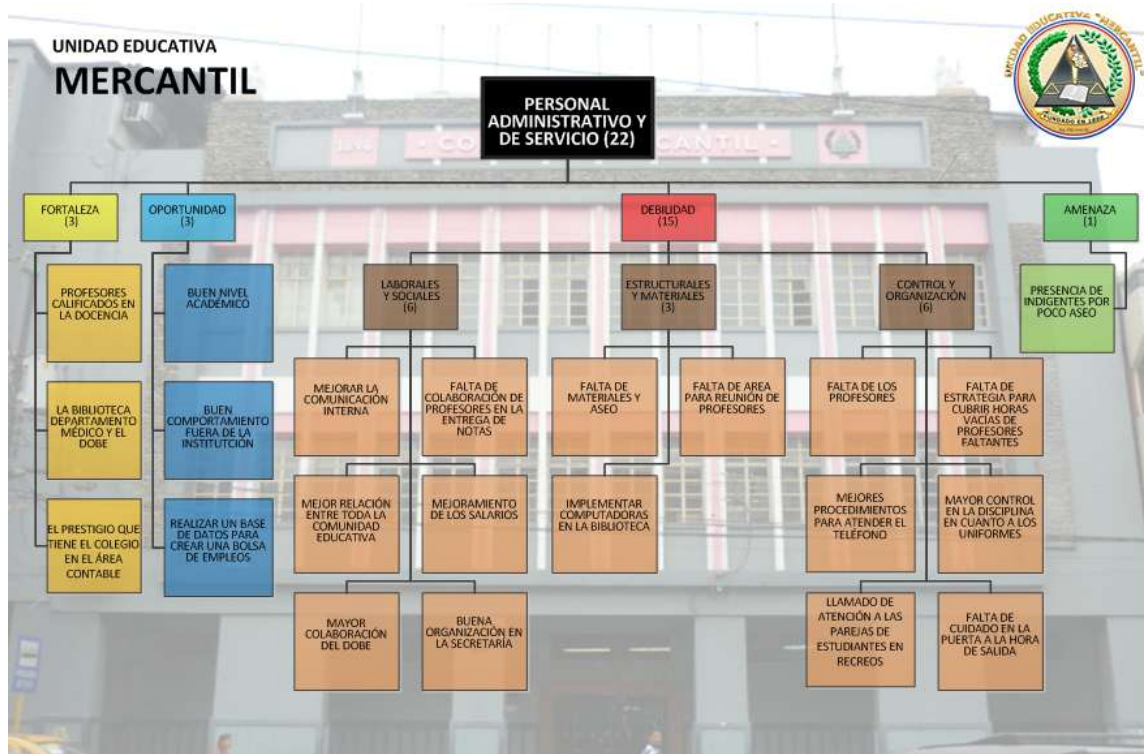 UNIDAD EDUCATIVA
MERCANTIL
UNIDAD EDUCATIVA "MERCANTIL"
FUNDADO EN
PERSONAL
ADMINISTRATIVO Y
DE SERVICIO (22)
FORTALEZA
(3)
OPORTUNIDAD
(3)
DEBILIDAD
(15)
AMENAZA
(1)
PROFESORES
CALIFICADOS EN
LA DOCENCIA
BUEN NIVEL
ACADÉMICO
LABORALES
Y SOCIALES
(6)
ESTRUCTURALES
Y MATERIALES
(3)
CONTROL Y
ORGANIZACIÓN
(6)
PRESENCIA DE
INDIGENTES POR
POCO ASEO
MEJORAR LA
COMUNICACIÓN
INTERNA
FALTA DE
COLABORACIÓN DE
PROFESORES EN LA
ENTREGA DE
NOTAS
FALTA DE
MATERIALES Y ASEO
FALTA DE AREA
PARA REUNIÓN DE
PROFESORES
FALTA DE LOS
PROFESORES
FALTA DE
ESTRATEGIA PARA
CUBRIR HORAS
VACÍAS DE
PROFESORES
FALTANTES
LA BIBLIOTECA
DEPARTAMENTO
MÉDICO Y EL DOBE
BUEN
COMPORTAMIENTO
FUERA DE LA
INSTITUTCIÓN
MEJOR RELACIÓN
ENTRE TODA LA
COMUNIDAD
EDUCATIVA
MEJORAMIENTO
DE LOS SALARIOS
IMPLEMENTAR
COMPUTADORAS
EN LA BIBLIOTECA
MEJORES
PROCEDIMIENTOS
PARA ATENDER EL
TELÉFONO
MAYOR CONTROL
EN LA DISCIPLINA
EN CUANTO A LOS
UNIFORMES
EL PRESTIGIO QUE
TIENE EL COLEGIO
EN EL ÁREA
CONTABLE
REALIZAR UN BASE
DE DATOS PARA
CREAR UNA BOLSA
DE EMPLEOS
MAYOR
COLABORACIÓN
DEL DOBE
BUENA
ORGANIZACIÓN EN
LA SECRETARÍA
LLAMADO DE
ATENCIÓN A LAS
PAREJAS DE
ESTUDIANTES EN
RECREOS
FALTA DE
CUIDADO EN LA
PUERTA A LA HORA
DE SALIDA